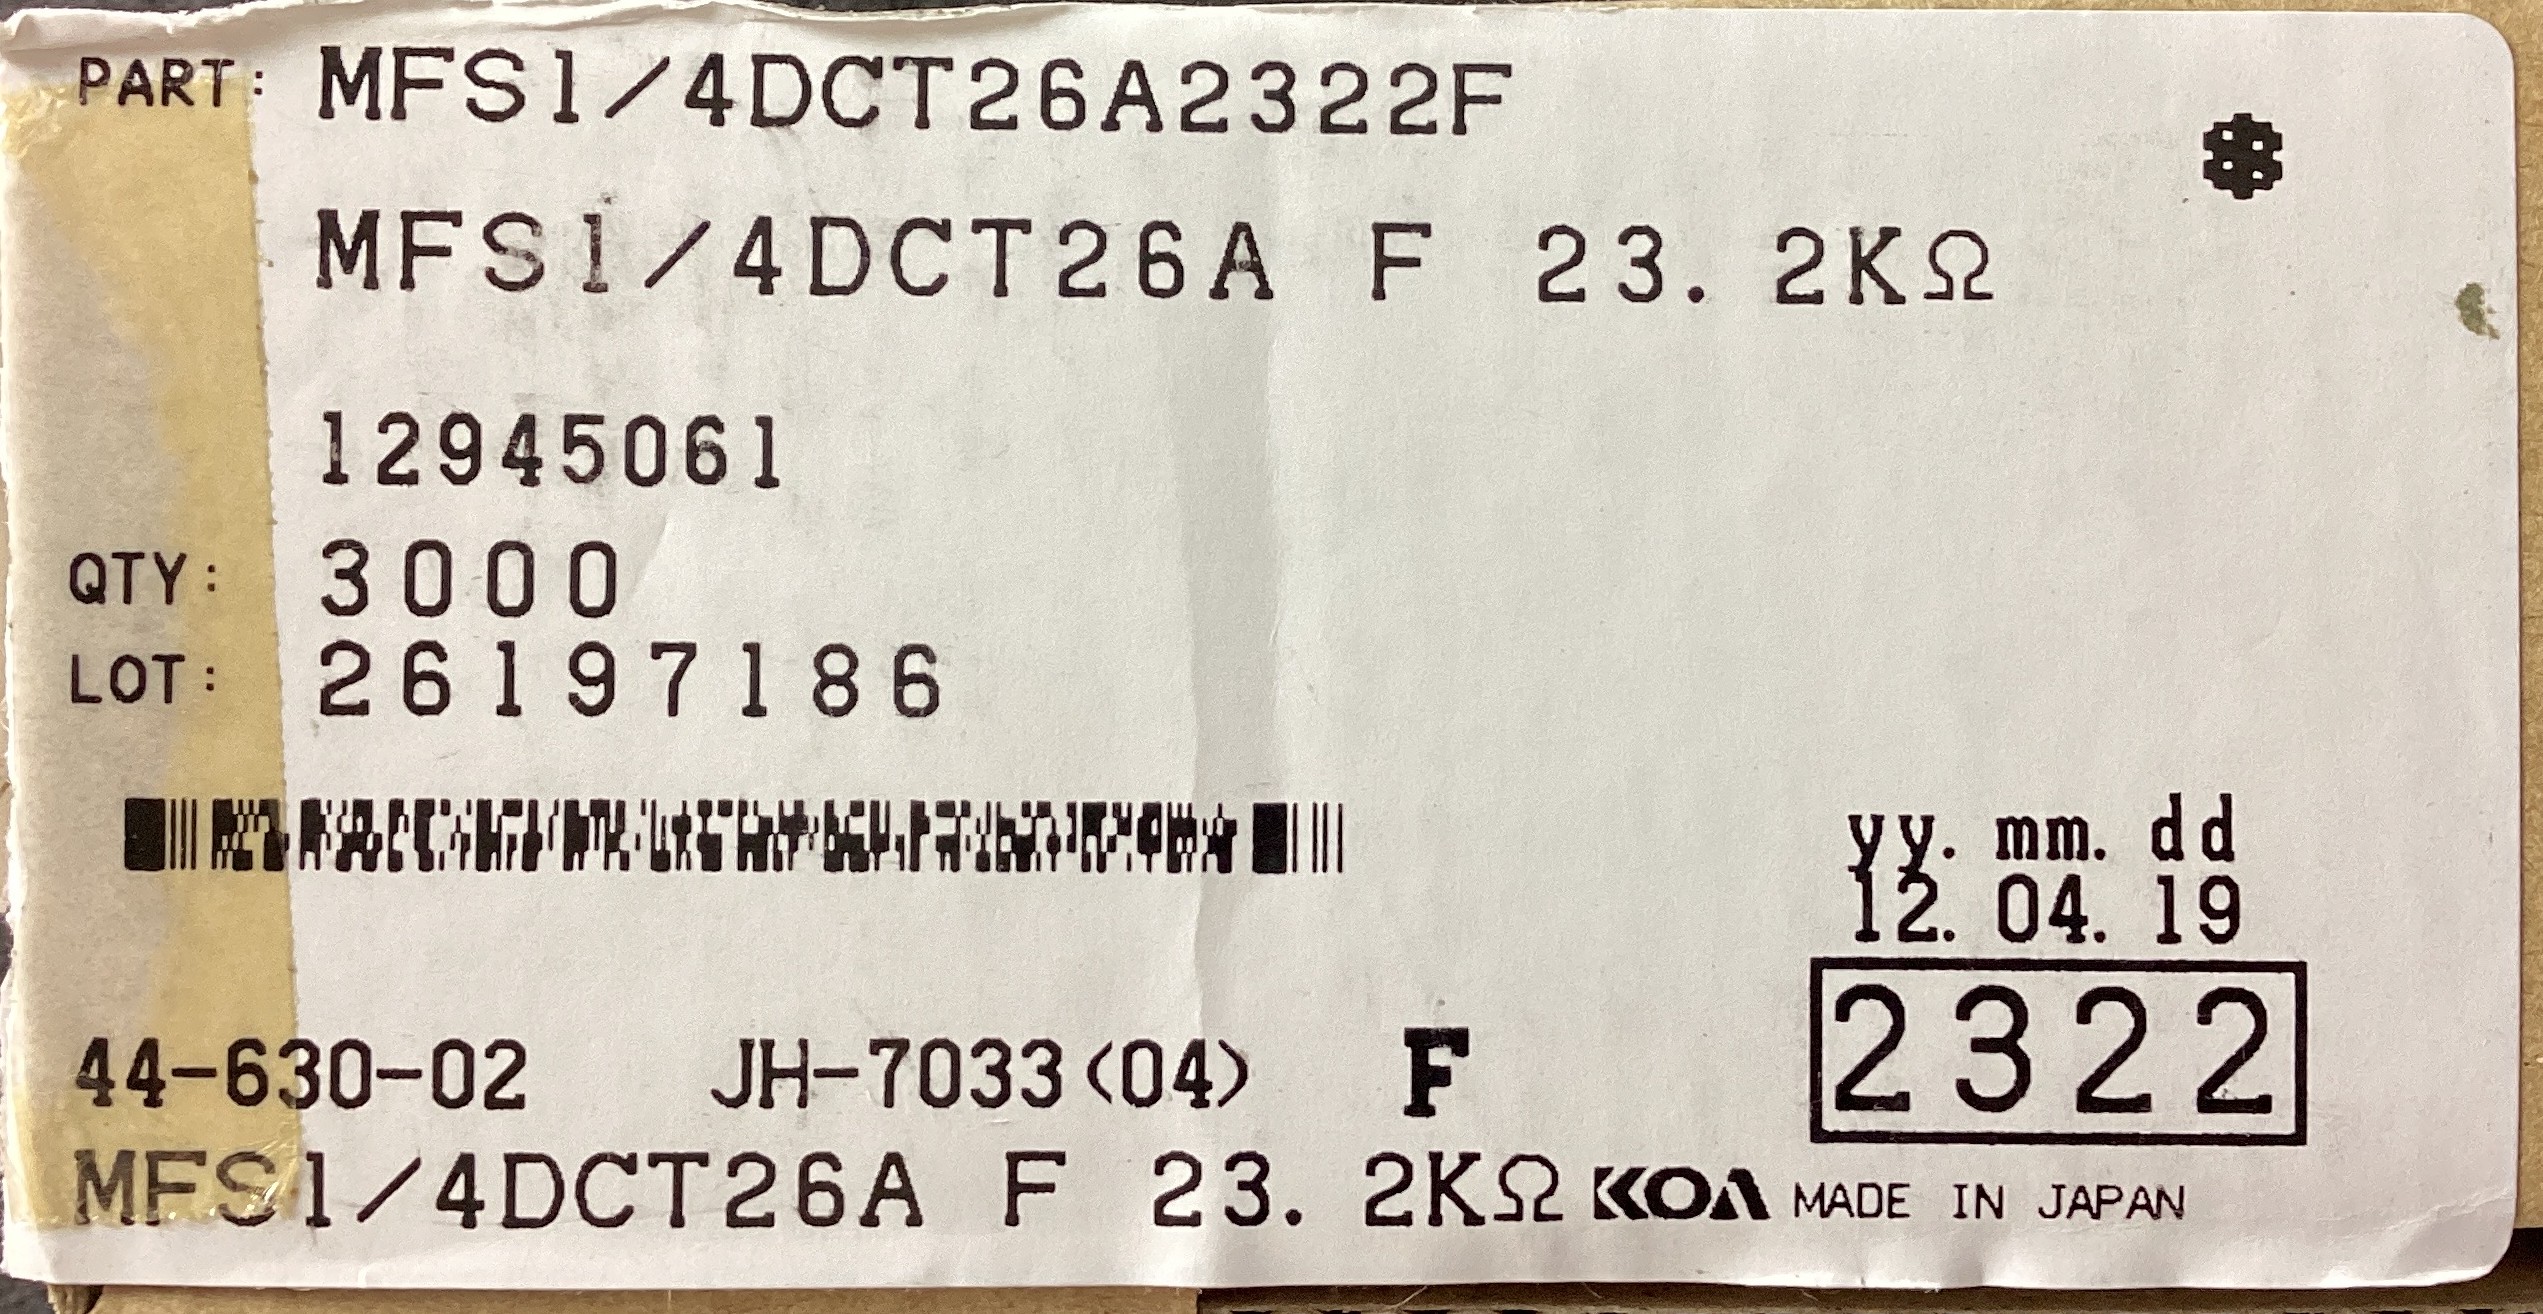 PART: MFS1/4DCT26A2322F
*
MFS1/4DCT26A F 23.2KΩ
12945061
QTY: 3000
LOT: 26197186
yy. mm. dd
12. 04. 19
2322
44-630-02 JH-7033(04) F
MFS1/4DCT26A F 23.2KΩ KOA MADE IN JAPAN